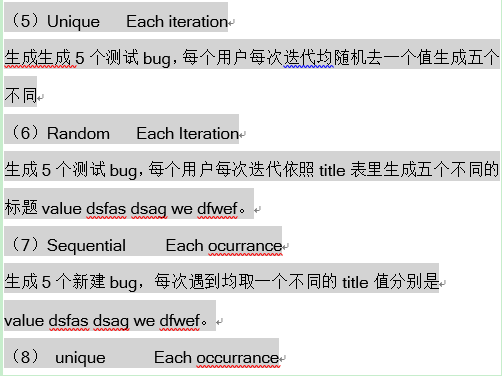 （5）Unique Each iteration
生成生成 5 个测试 bug，每个用户每次迭代均随机去一个值生成五个
不同
（6）Random Each Iteration
生成 5 个测试 bug，每个用户每次迭代依照 title 表里生成五个不同的
标题 value dsfas dsag we dfwef。
（7）Sequential Each ocurrance
生成 5 个新建 bug，每次遇到均取一个不同的 title 值分别是
value dsfas dsag we dfwef。
（8） unique Each occurrance